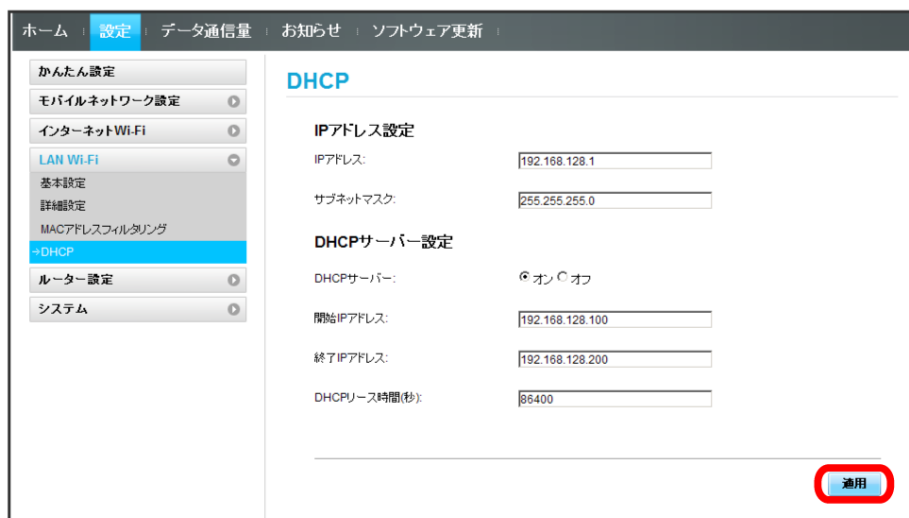 ホーム 設定 データ通信量 お知らせ ソフトウェア更新
かんたん設定
モバイルネットワーク設定
インターネットWi-Fi
LAN Wi-Fi
基本設定
詳細設定
MACアドレスフィルタリング
→DHCP
ルーター設定
システム
DHCP
IPアドレス設定
IPアドレス: 192.168.128.1
サブネットマスク: 255.255.255.0
DHCPサーバー設定
DHCPサーバー: オン オフ
開始IPアドレス: 192.168.128.100
終了IPアドレス: 192.168.128.200
DHCPリース時間(秒): 86400
適用